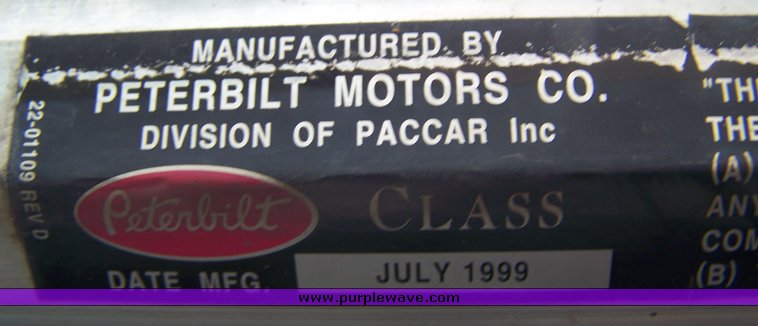 MANUFACTURED BY
PETERBILT MOTORS CO.
DIVISION OF PACCAR Inc
22-01109 REV D
Peterbilt CLASS
DATE MFG. JULY 1999
"TH
THE
(A)
ANY
COM
(B)
www.purplewave.com